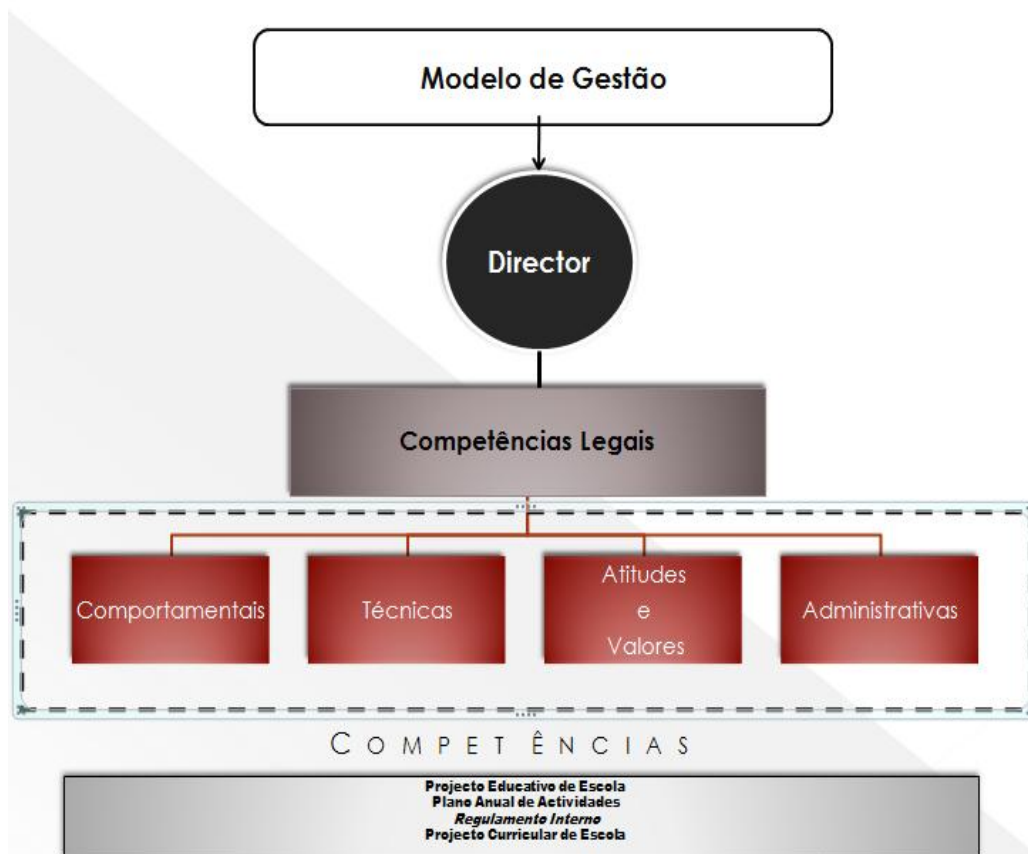 Modelo de Gestão
Director
Competências Legais
Comportamentais
Técnicas
Atitudes
e
Valores
Administrativas
COMPETÊNCIAS
Projecto Educativo de Escola
Plano Anual de Actividades
Regulamento Interno
Projecto Curricular de Escola